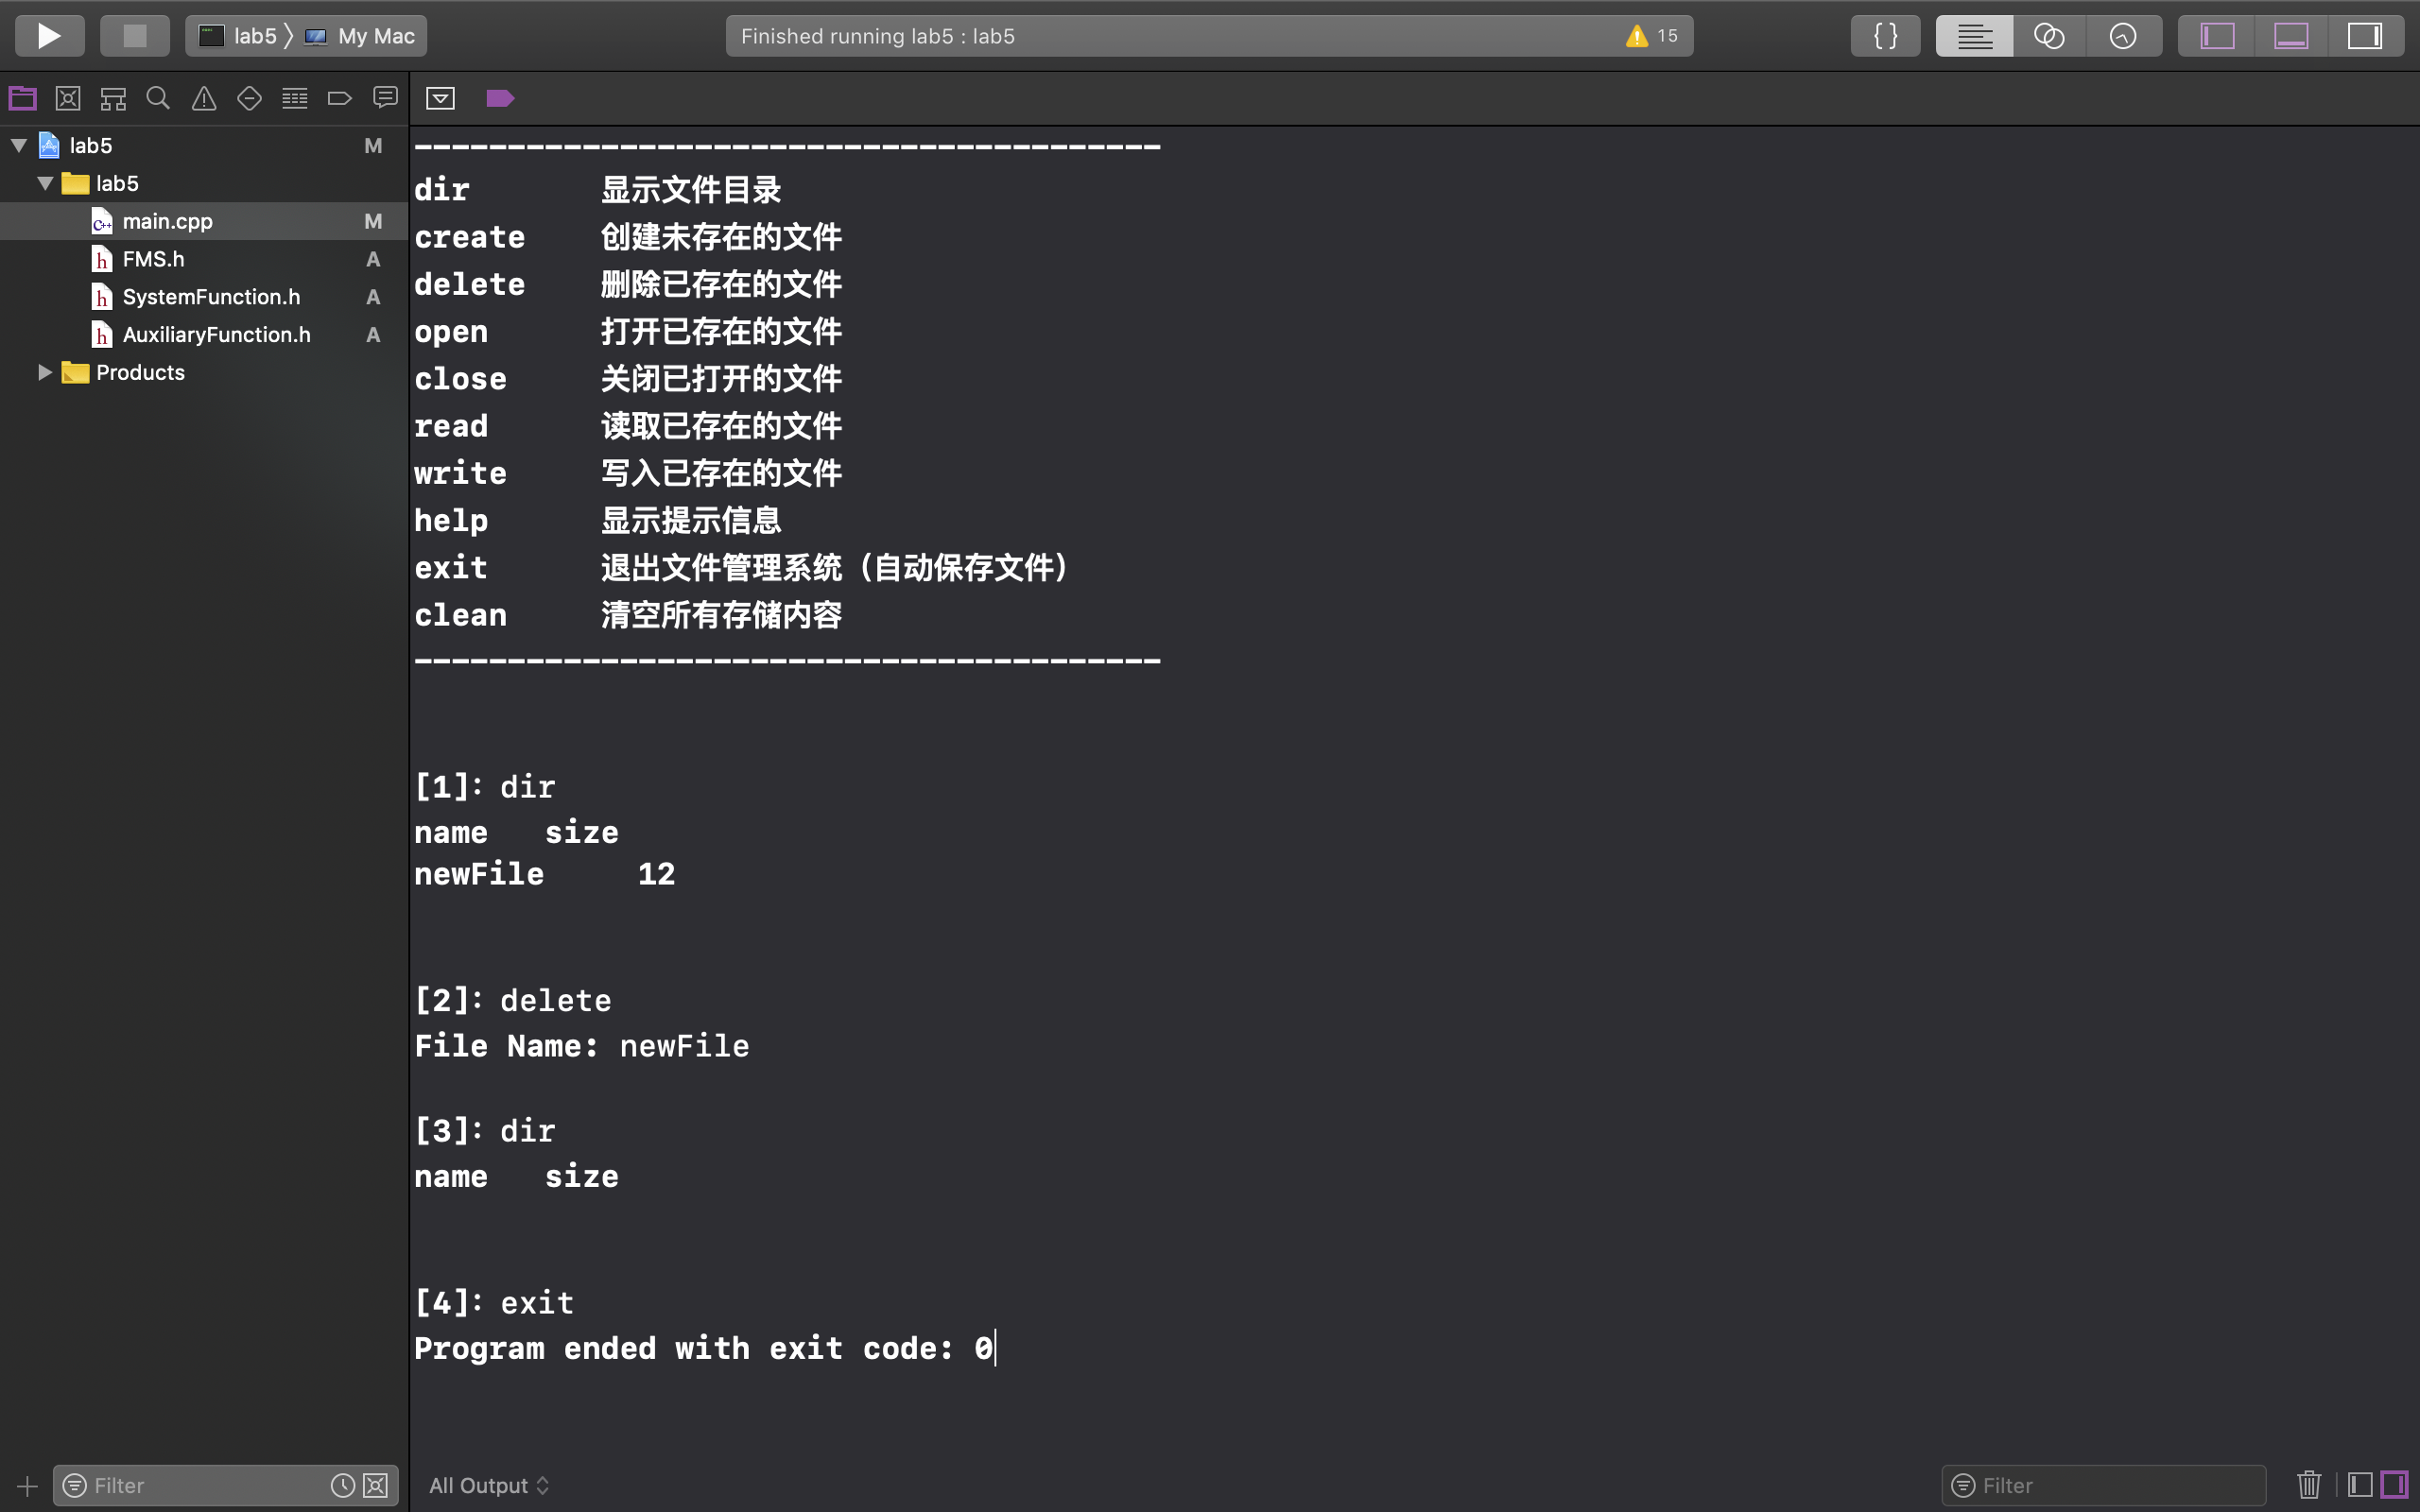 lab5 〉 My Mac
Finished running lab5 : lab5
15
{ }
lab5 M
lab5
main.cpp M
FMS.h A
SystemFunction.h A
AuxiliaryFunction.h A
Products
----------------------------------------
dir 显示文件目录
create 创建未存在的文件
delete 删除已存在的文件
open 打开已存在的文件
close 关闭已打开的文件
read 读取已存在的文件
write 写入已存在的文件
help 显示提示信息
exit 退出文件管理系统（自动保存文件）
clean 清空所有存储内容
----------------------------------------
[1]: dir
name size
newFile 12
[2]: delete
File Name: newFile
[3]: dir
name size
[4]: exit
Program ended with exit code: 0
Filter
All Output
Filter